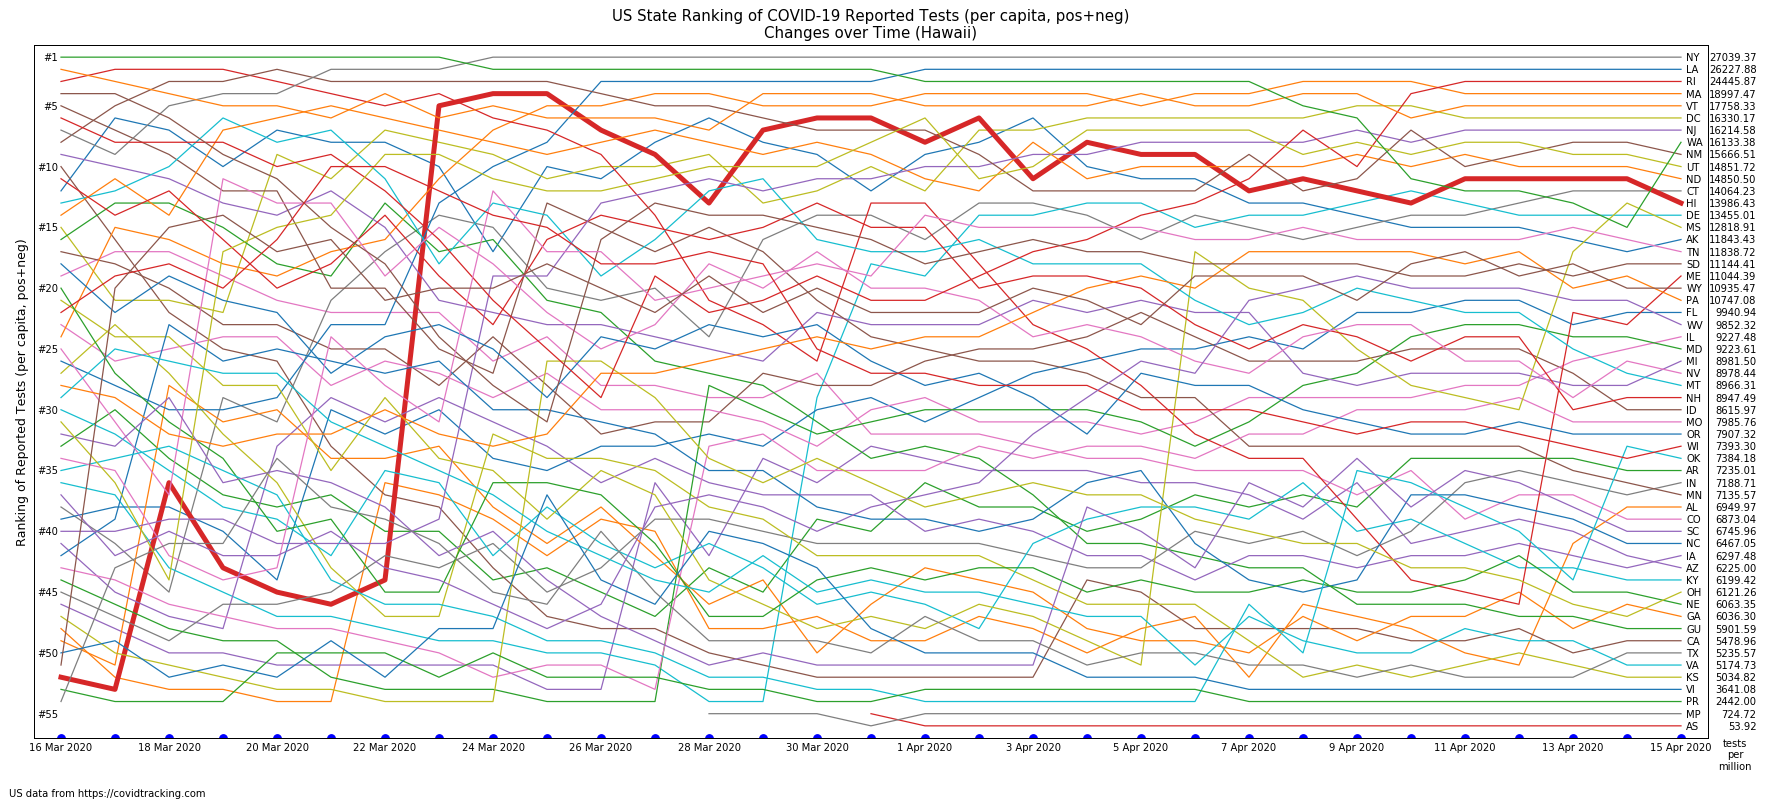 US State Ranking of COVID-19 Reported Tests (per capita, pos+neg)
Changes over Time (Hawaii)
Ranking of Reported Tests (per capita, pos+neg)
#1
#5
#10
#15
#20
#25
#30
#35
#40
#45
#50
#55
NY 27039.37
LA 26227.88
RI 24445.87
MA 18997.47
VT 17758.33
DC 16330.17
NJ 16214.58
WA 16133.38
NM 15666.51
UT 14851.72
ND 14850.50
CT 14064.23
HI 13986.43
DE 13455.01
MS 12818.91
AK 11843.43
TN 11838.72
SD 11144.41
ME 11044.39
WY 10935.47
PA 10747.08
FL 9940.94
WV 9852.32
IL 9227.48
MD 9223.61
MI 8981.50
NV 8978.44
MT 8966.31
NH 8947.49
ID 8615.97
MO 7985.76
OR 7907.32
WI 7393.30
OK 7384.18
AR 7235.01
IN 7188.71
MN 7135.57
AL 6949.97
CO 6873.04
SC 6745.96
NC 6467.05
IA 6297.48
AZ 6225.00
KY 6199.42
OH 6121.26
NE 6063.35
GA 6036.30
GU 5901.59
CA 5478.96
TX 5235.57
VA 5174.73
KS 5034.82
VI 3641.08
PR 2442.00
MP 724.72
AS 53.92
16 Mar 2020 18 Mar 2020 20 Mar 2020 22 Mar 2020 24 Mar 2020 26 Mar 2020 28 Mar 2020 30 Mar 2020 1 Apr 2020 3 Apr 2020 5 Apr 2020 7 Apr 2020 9 Apr 2020 11 Apr 2020 13 Apr 2020 15 Apr 2020
tests
per
million
US data from https://covidtracking.com